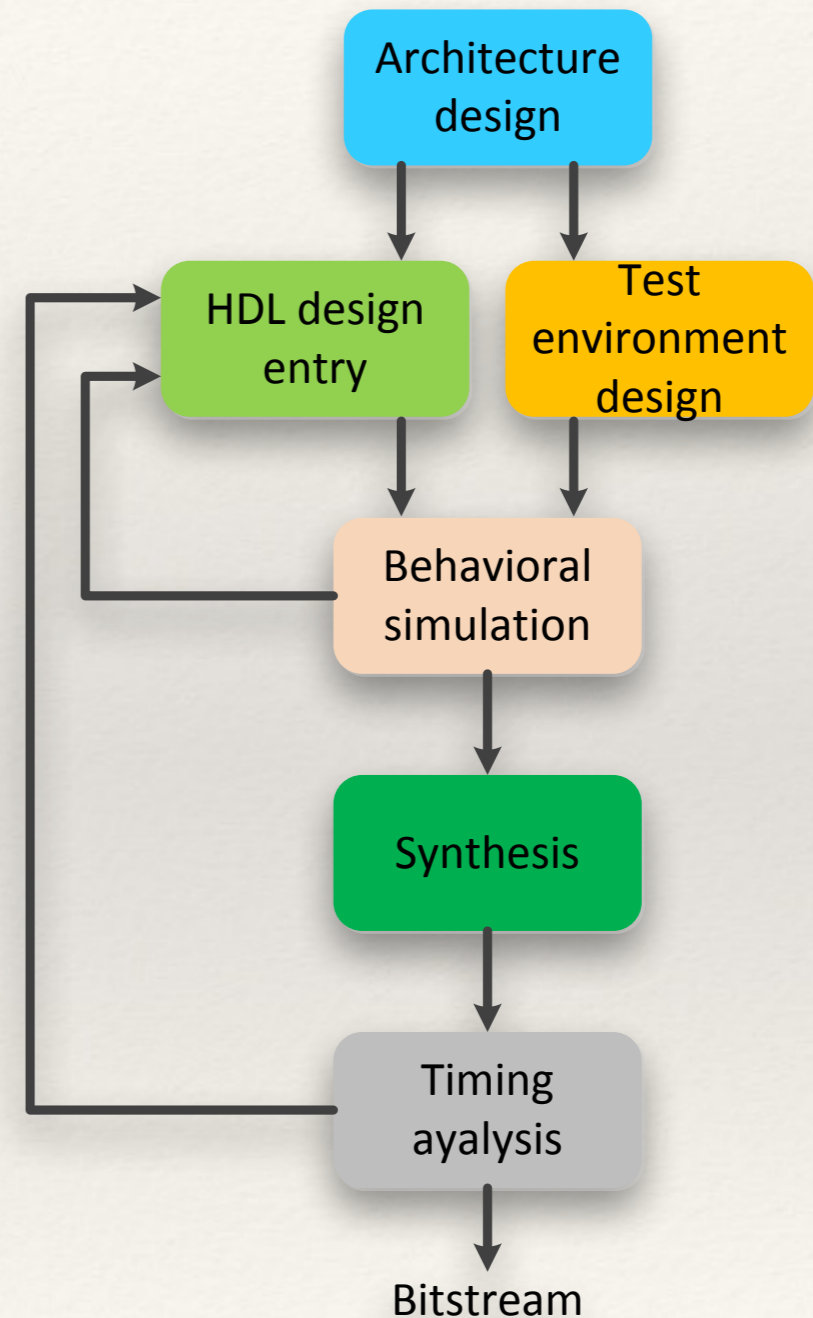 Architecture
design
HDL design
entry
Test
environment
design
Behavioral
simulation
Synthesis
Timing
ayalysis
Bitstream